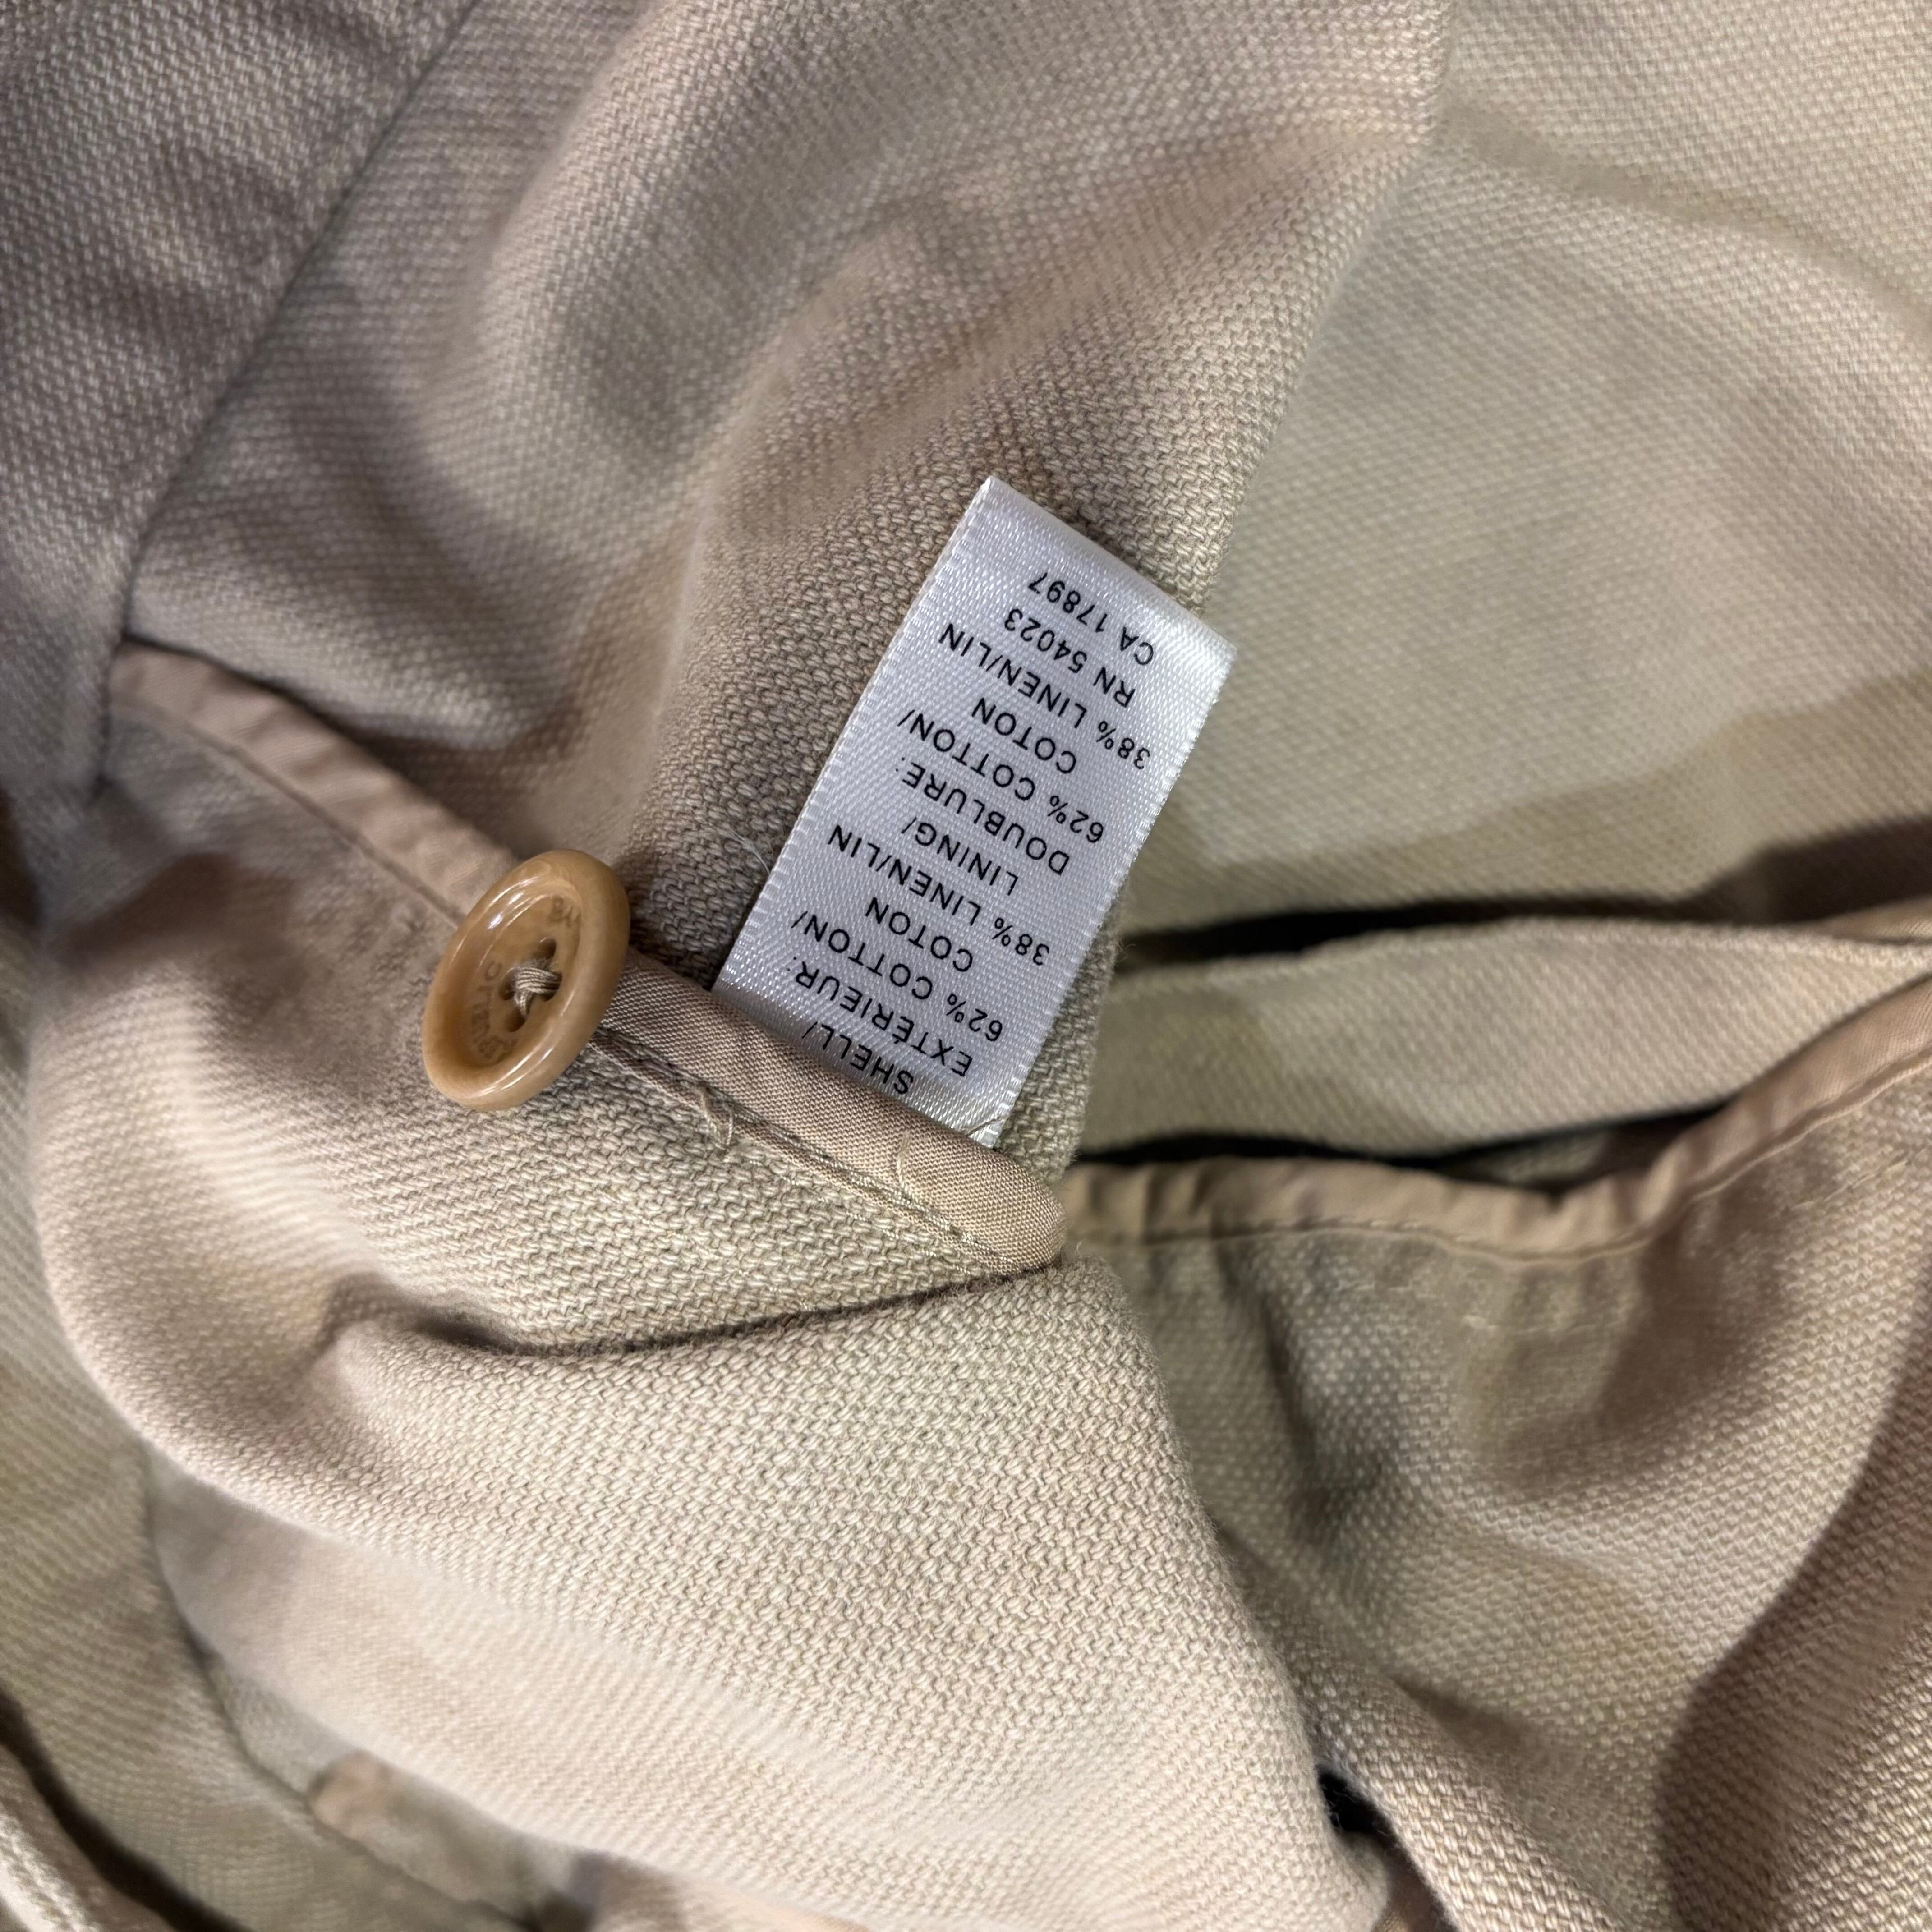 SHELL/
EXTÉRIEUR:
62% COTTON/
COTON
38% LINEN/LIN
LINING/
DOUBLURE:
62% COTTON/
COTON
38% LINEN/LIN
RN 54023
CA 17897